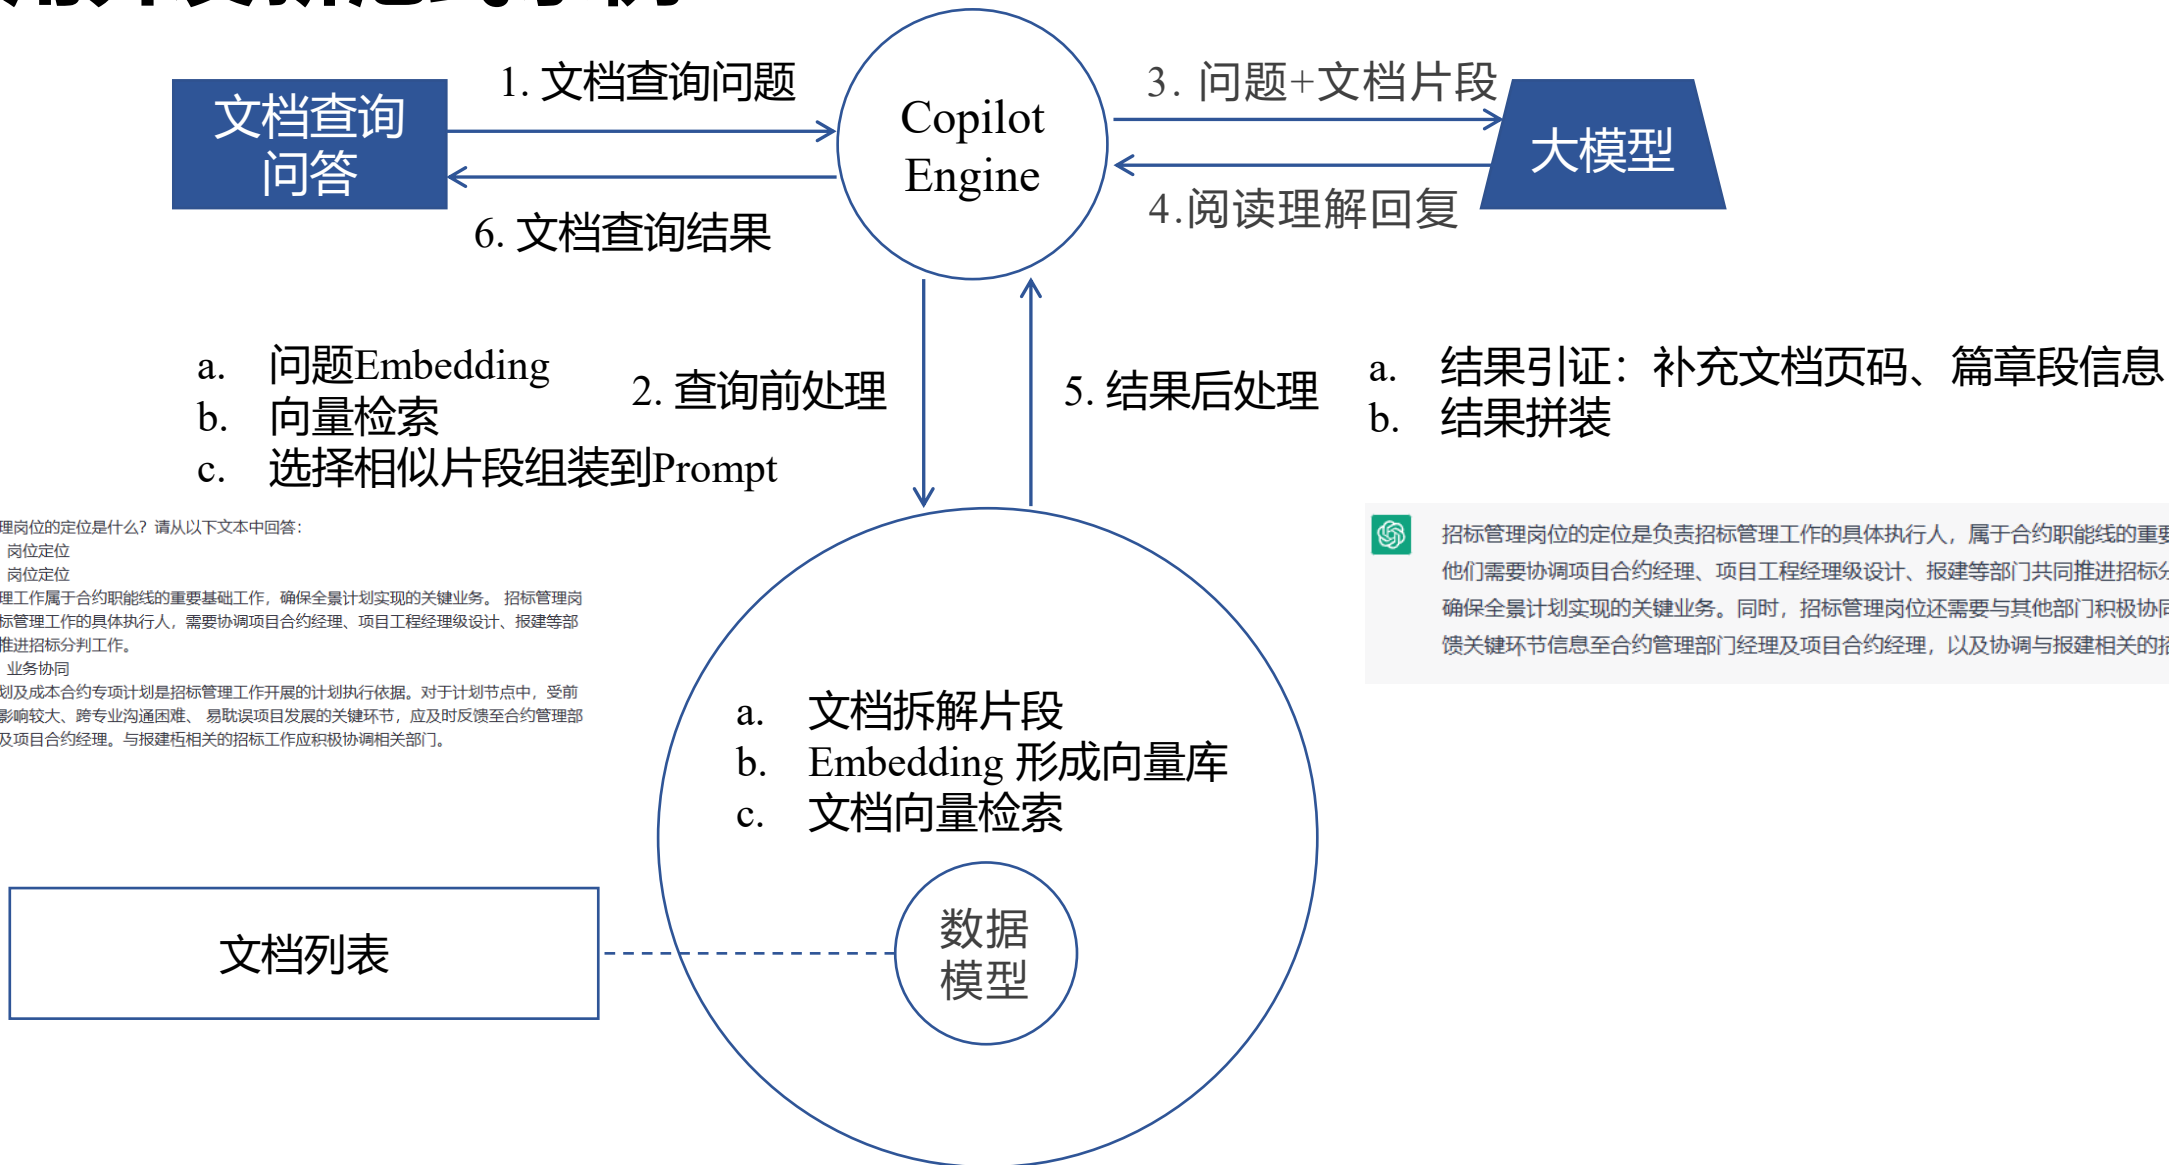 1. 文档查询问题
文档查询
问答
6. 文档查询结果
Copilot
Engine
3. 问题+文档片段
大模型
4.阅读理解回复
a. 问题Embedding
b. 向量检索
c. 选择相似片段组装到Prompt
2. 查询前处理
5. 结果后处理
a. 结果引证：补充文档页码、篇章段信息
b. 结果拼装
理岗位的定位是什么？请从以下文本中回答：
岗位定位
岗位定位
理工作属于合约职能线的重要基础工作，确保全景计划实现的关键业务。 招标管理岗
标管理工作的具体执行人，需要协调项目合约经理、项目工程经理级设计、报建等部
推进招标分判工作。
业务协同
划及成本合约专项计划是招标管理工作开展的计划执行依据。对于计划节点中，受前
影响较大、跨专业沟通困难、 易耽误项目发展的关键环节，应及时反馈至合约管理部
及项目合约经理。与报建枑相关的招标工作应积极协调相关部门。
招标管理岗位的定位是负责招标管理工作的具体执行人，属于合约职能线的重要
他们需要协调项目合约经理、项目工程经理级设计、报建等部门共同推进招标分
确保全景计划实现的关键业务。同时，招标管理岗位还需要与其他部门积极协同
馈关键环节信息至合约管理部门经理及项目合约经理，以及协调与报建相关的招
a. 文档拆解片段
b. Embedding 形成向量库
c. 文档向量检索
数据
模型
文档列表